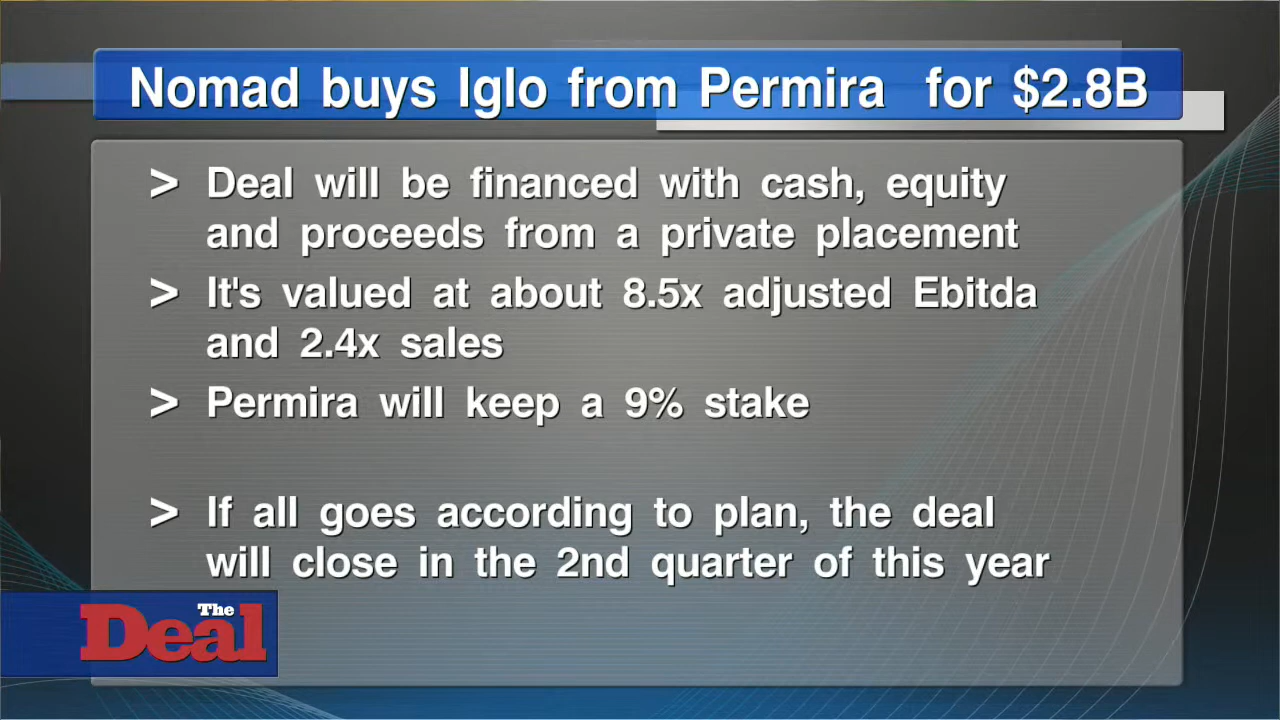 Nomad buys Iglo from Permira for $2.8B
> Deal will be financed with cash, equity
and proceeds from a private placement
> It's valued at about 8.5x adjusted Ebitda
and 2.4x sales
> Permira will keep a 9% stake
> If all goes according to plan, the deal
will close in the 2nd quarter of this year
The
Deal